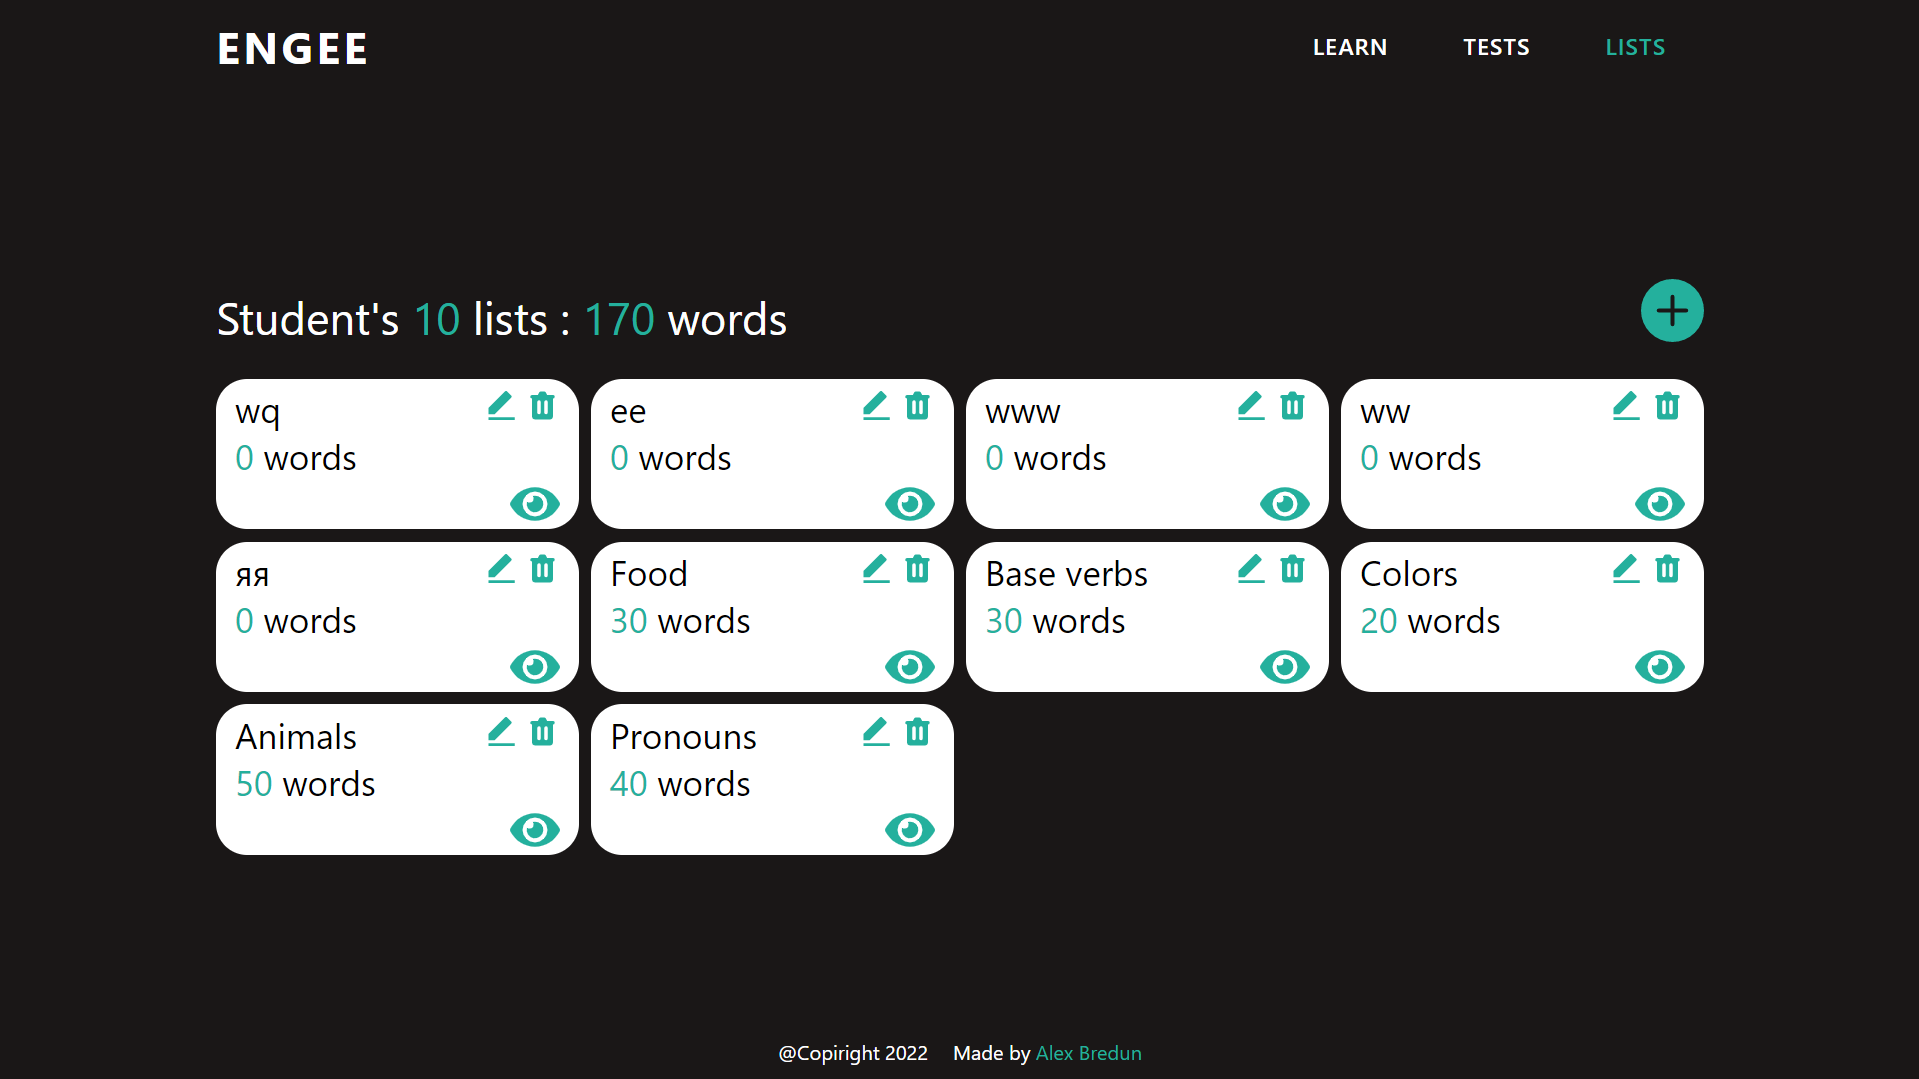 ENGEE
LEARN
TESTS
LISTS
Student's 10 lists : 170 words
wq
0 words
ee
0 words
www
0 words
ww
0 words
яя
0 words
Food
30 words
Base verbs
30 words
Colors
20 words
Animals
50 words
Pronouns
40 words
@Copiright 2022
Made by Alex Bredun